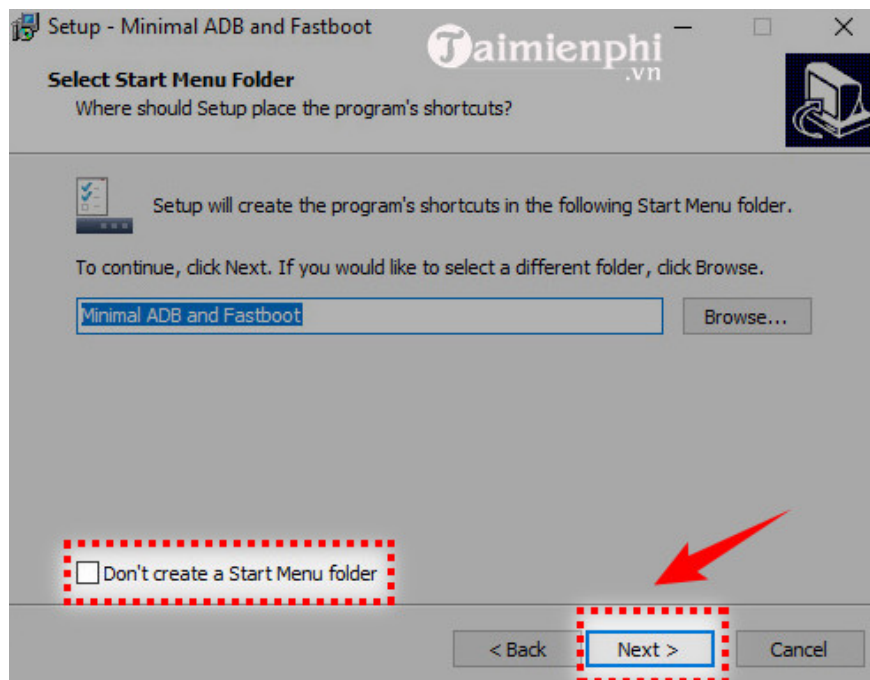 Setup - Minimal ADB and Fastboot
Taimienphi
.vn
Select Start Menu Folder
Where should Setup place the program's shortcuts?
Setup will create the program's shortcuts in the following Start Menu folder.
To continue, click Next. If you would like to select a different folder, click Browse.
Minimal ADB and Fastboot
Browse...
Don't create a Start Menu folder
< Back
Next >
Cancel